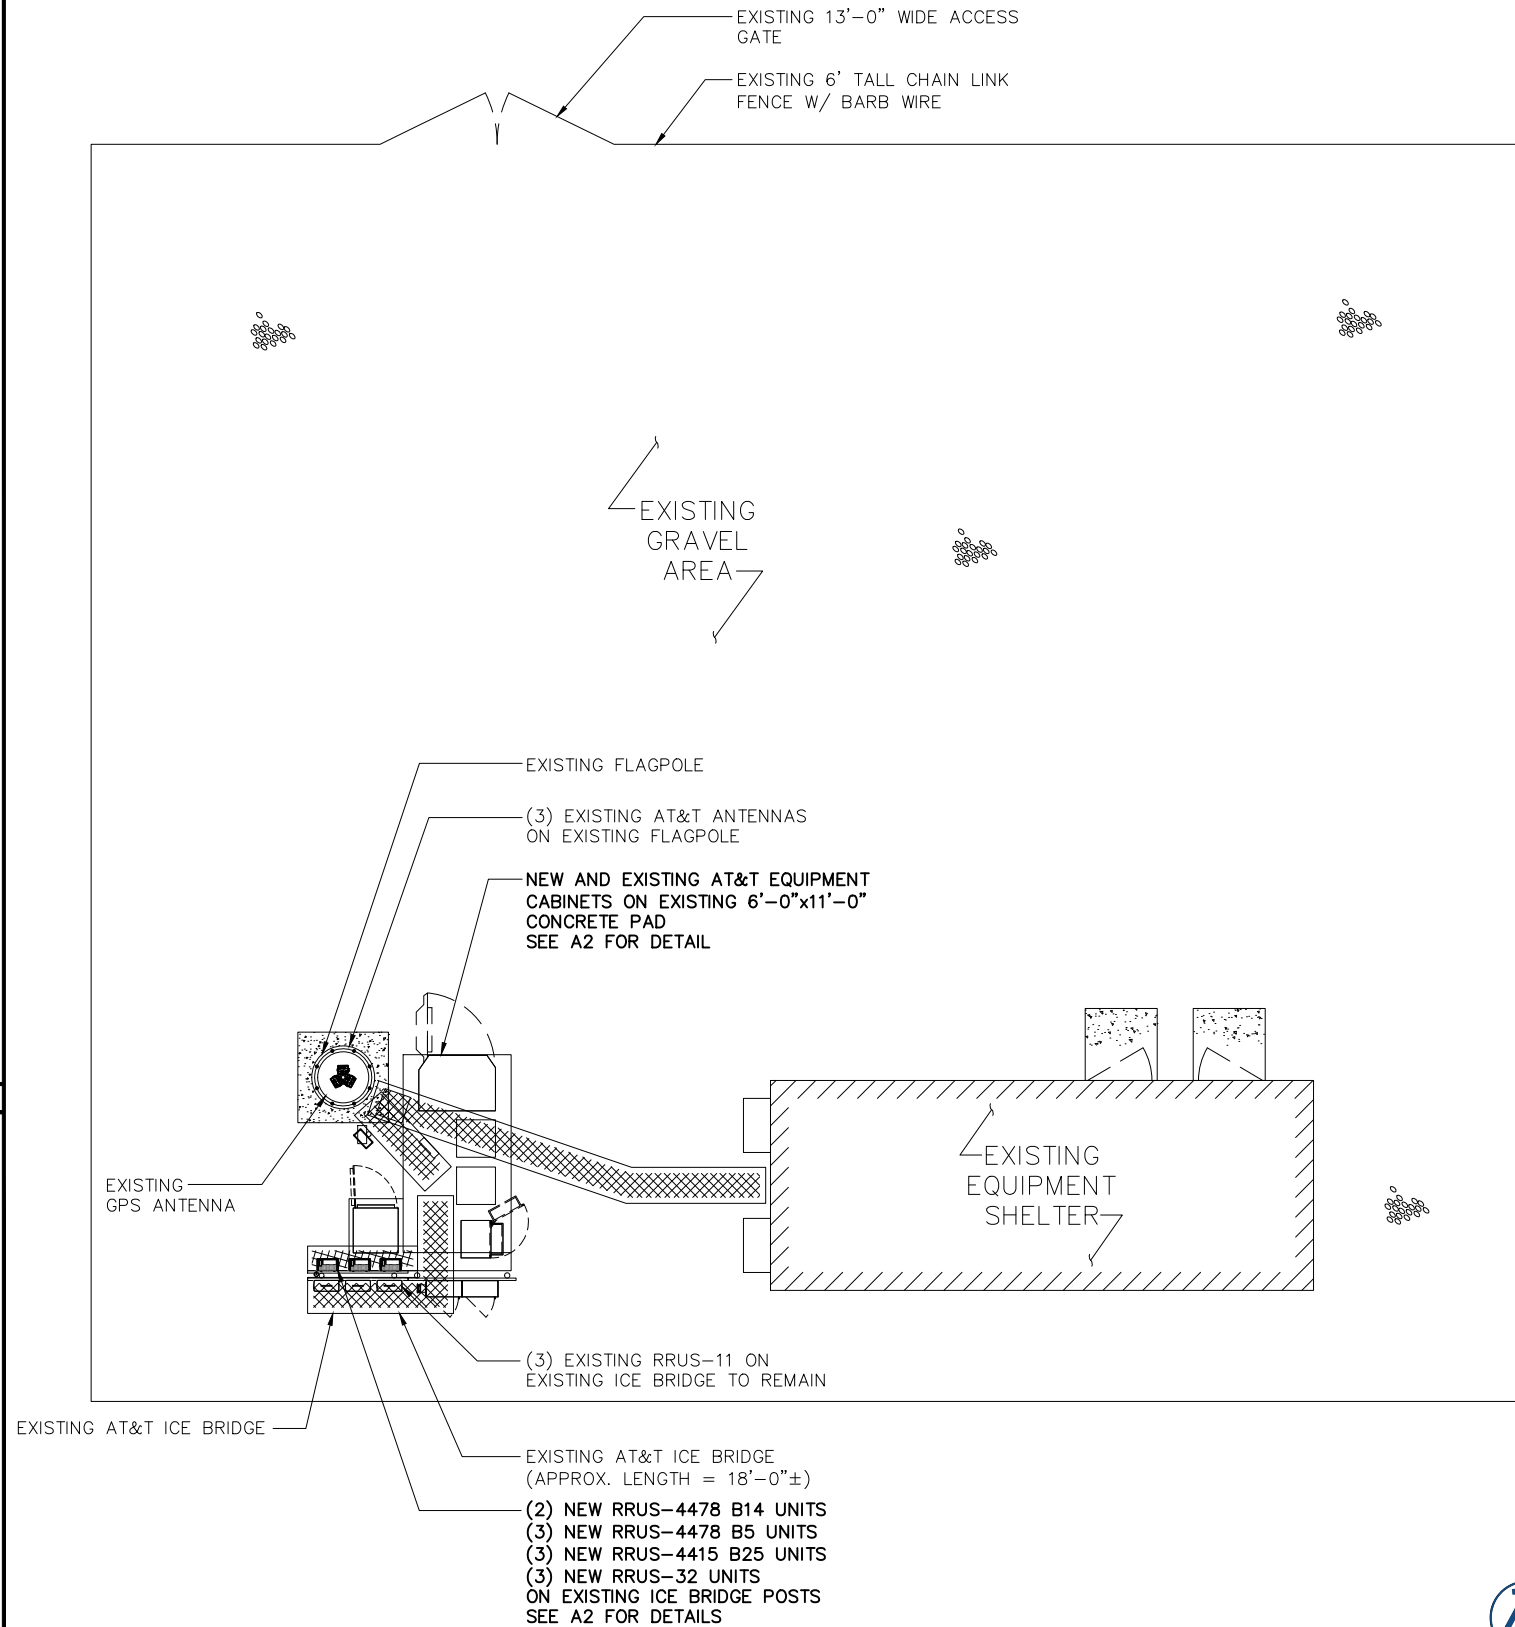 EXISTING 13'-0" WIDE ACCESS
GATE
EXISTING 6' TALL CHAIN LINK
FENCE W/ BARB WIRE
EXISTING
GRAVEL
AREA
EXISTING FLAGPOLE
(3) EXISTING AT&T ANTENNAS
ON EXISTING FLAGPOLE
NEW AND EXISTING AT&T EQUIPMENT
CABINETS ON EXISTING 6'-0"x11'-0"
CONCRETE PAD
SEE A2 FOR DETAIL
EXISTING
GPS ANTENNA
EXISTING
EQUIPMENT
SHELTER
(3) EXISTING RRUS-11 ON
EXISTING ICE BRIDGE TO REMAIN
EXISTING AT&T ICE BRIDGE
EXISTING AT&T ICE BRIDGE
(APPROX. LENGTH = 18'-0"±)
(2) NEW RRUS-4478 B14 UNITS
(3) NEW RRUS-4478 B5 UNITS
(3) NEW RRUS-4415 B25 UNITS
(3) NEW RRUS-32 UNITS
ON EXISTING ICE BRIDGE POSTS
SEE A2 FOR DETAILS